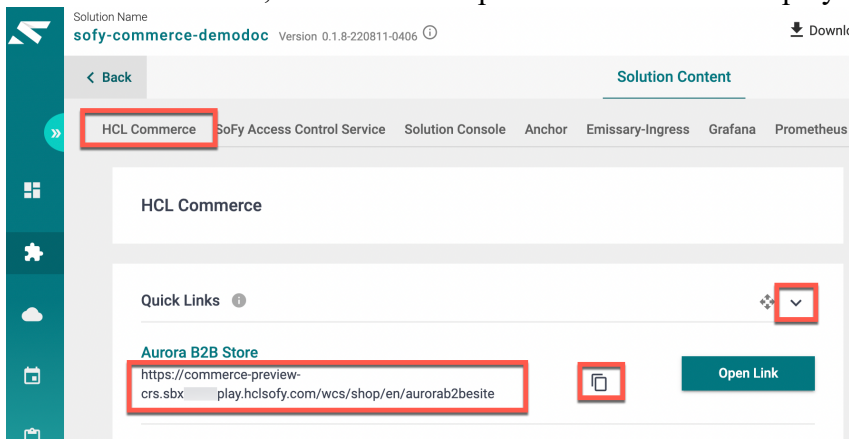 Solution Name
sofy-commerce-demodoc Version 0.1.8-220811-0406
Back
Solution Content
HCL Commerce SoFy Access Control Service Solution Console Anchor Emissary-Ingress Grafana Prometheus
HCL Commerce
Quick Links
Aurora B2B Store
https://commerce-preview-
crs.sbx play.hclsofy.com/wcs/shop/en/aurorab2besite
Open Link